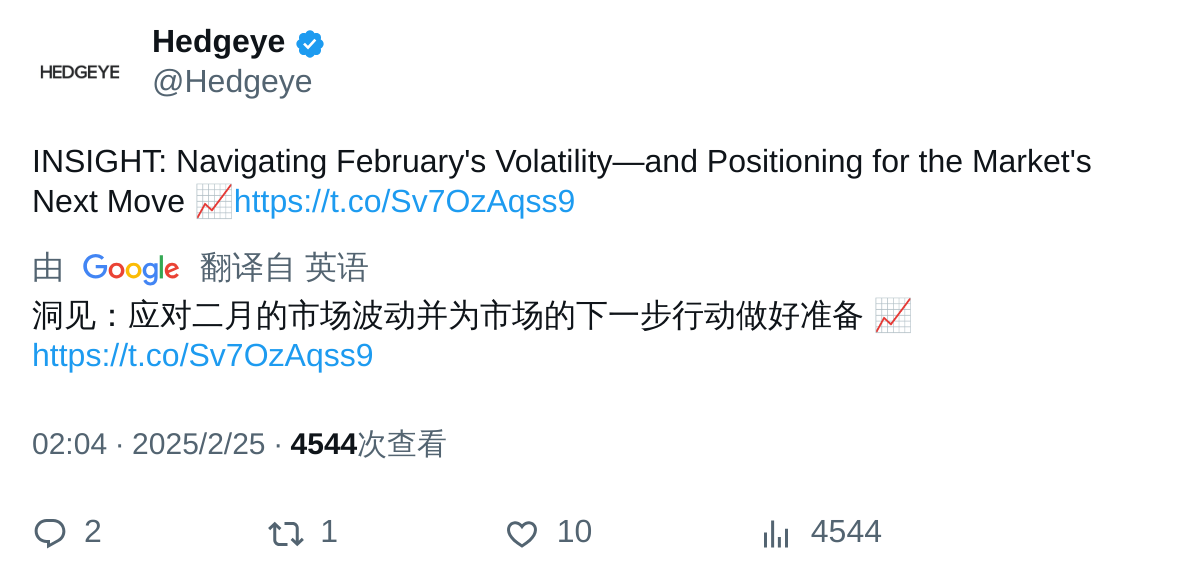 HEDGEYE
Hedgeye
@Hedgeye
INSIGHT: Navigating February's Volatility—and Positioning for the Market's
Next Move 📈https://t.co/Sv7OzAqss9
由 Google 翻译自 英语
洞见：应对二月的市场波动并为市场的下一步行动做好准备 📈
https://t.co/Sv7OzAqss9
02:04 · 2025/2/25 · 4544次查看
2 1 10 4544